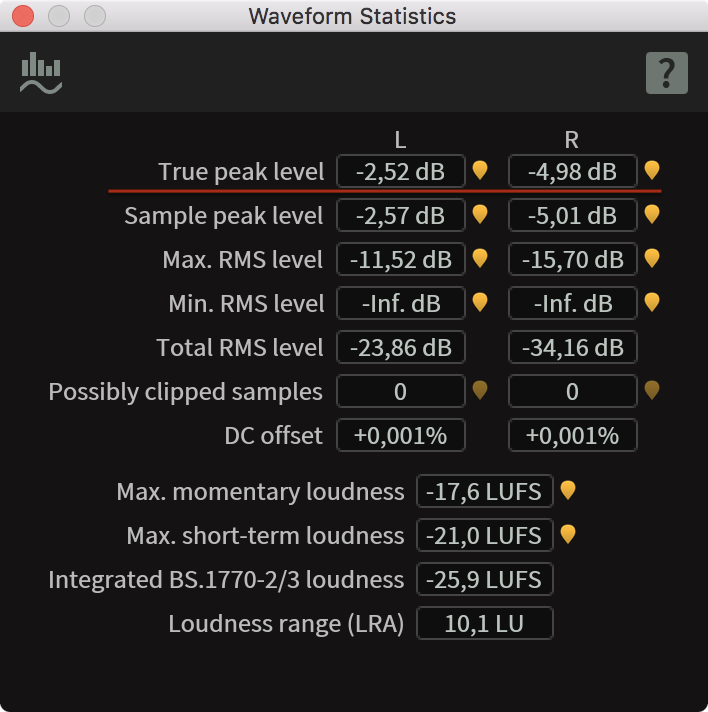 Waveform Statistics
?
L R
True peak level -2,52 dB -4,98 dB
Sample peak level -2,57 dB -5,01 dB
Max. RMS level -11,52 dB -15,70 dB
Min. RMS level -Inf. dB -Inf. dB
Total RMS level -23,86 dB -34,16 dB
Possibly clipped samples 0 0
DC offset +0,001% +0,001%
Max. momentary loudness -17,6 LUFS
Max. short-term loudness -21,0 LUFS
Integrated BS.1770-2/3 loudness -25,9 LUFS
Loudness range (LRA) 10,1 LU